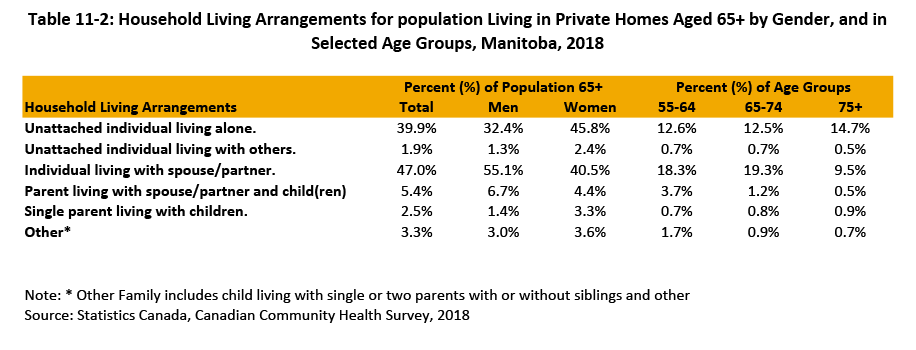 Table 11-2: Household Living Arrangements for population Living in Private Homes Aged 65+ by Gender, and in
Selected Age Groups, Manitoba, 2018
Percent (%) of Population 65+ Percent (%) of Age Groups
Household Living Arrangements Total Men Women 55-64 65-74 75+
Unattached individual living alone. 39.9% 32.4% 45.8% 12.6% 12.5% 14.7%
Unattached individual living with others. 1.9% 1.3% 2.4% 0.7% 0.7% 0.5%
Individual living with spouse/partner. 47.0% 55.1% 40.5% 18.3% 19.3% 9.5%
Parent living with spouse/partner and child(ren) 5.4% 6.7% 4.4% 3.7% 1.2% 0.5%
Single parent living with children. 2.5% 1.4% 3.3% 0.7% 0.8% 0.9%
Other* 3.3% 3.0% 3.6% 1.7% 0.9% 0.7%
Note: * Other Family includes child living with single or two parents with or without siblings and other
Source: Statistics Canada, Canadian Community Health Survey, 2018